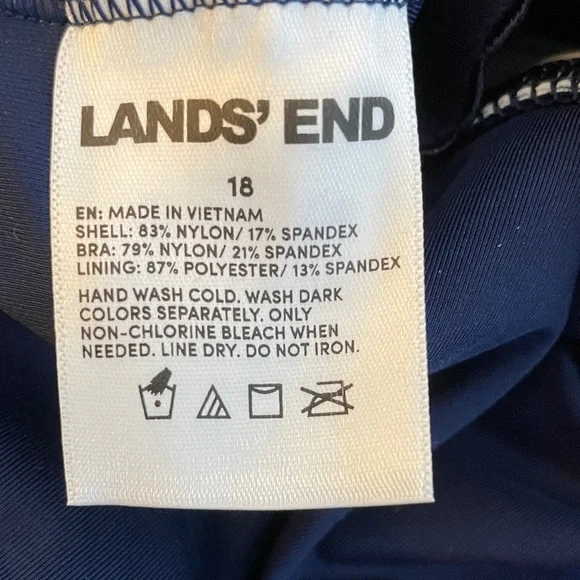 LANDS' END
18
EN: MADE IN VIETNAM
SHELL: 83% NYLON/ 17% SPANDEX
BRA: 79% NYLON/ 21% SPANDEX
LINING: 87% POLYESTER/ 13% SPANDEX
HAND WASH COLD. WASH DARK
COLORS SEPARATELY. ONLY
NON-CHLORINE BLEACH WHEN
NEEDED. LINE DRY. DO NOT IRON.